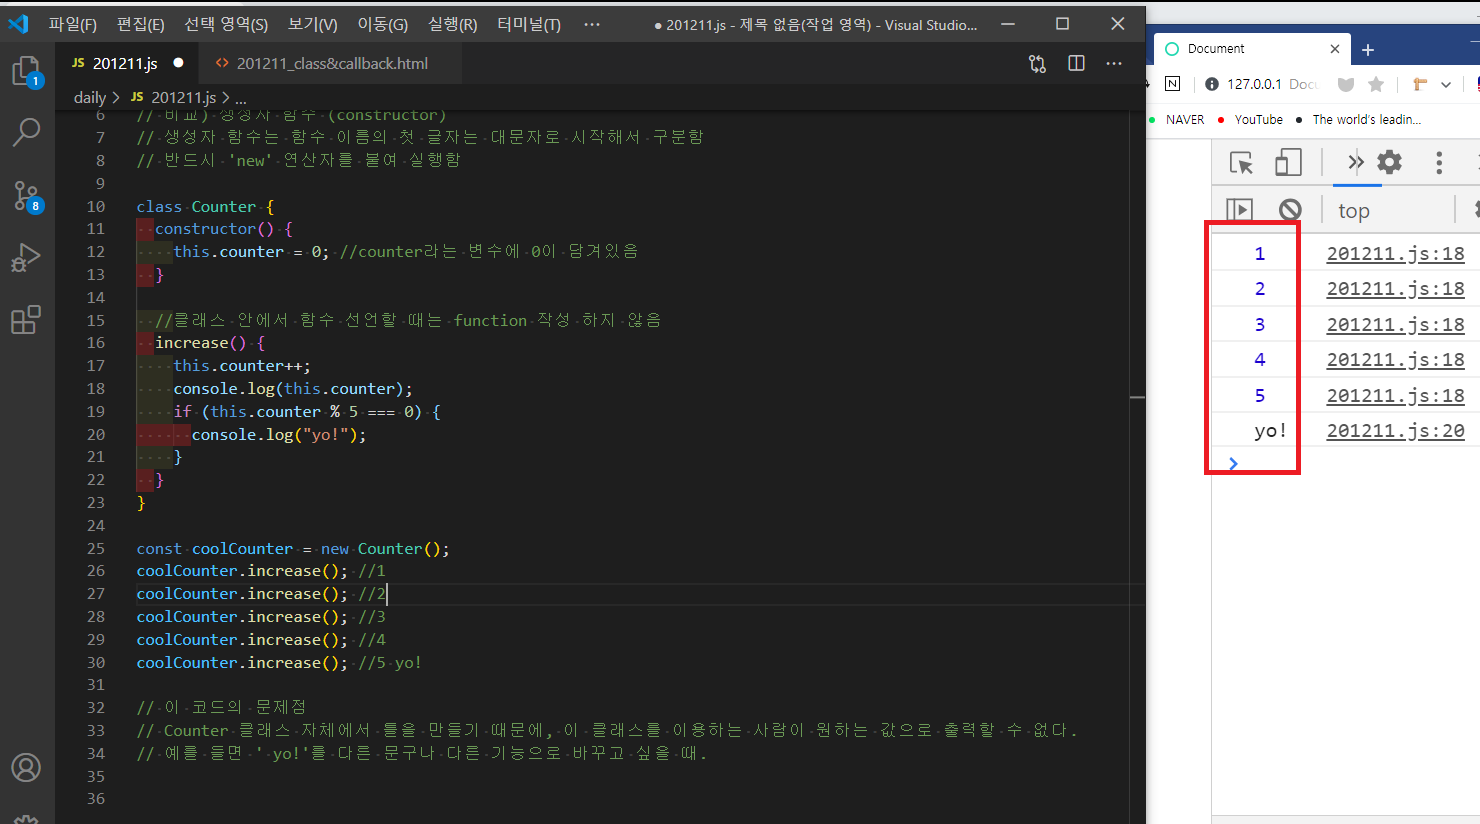 파일(F) 편집(E) 선택 영역(S) 보기(V) 이동(G) 실행(R) 터미널(T) ··· ● 201211.js - 제목 없음(작업 영역) - Visual Studio...
JS 201211.js ● <> 201211_class&callback.html
daily > JS 201211.js > ...
6 // 비교) 생성자 함수 (constructor)
7 // 생성자 함수는 함수 이름의 첫 글자는 대문자로 시작해서 구분함
8 // 반드시 'new' 연산자를 붙여 실행함
9
10 class Counter {
11 constructor() {
12 this.counter = 0; //counter라는 변수에 0이 담겨있음
13 }
14
15 //클래스 안에서 함수 선언할 때는 function 작성 하지 않음
16 increase() {
17 this.counter++;
18 console.log(this.counter);
19 if (this.counter % 5 === 0) {
20 console.log("yo!");
21 }
22 }
23 }
24
25 const coolCounter = new Counter();
26 coolCounter.increase(); //1
27 coolCounter.increase(); //2
28 coolCounter.increase(); //3
29 coolCounter.increase(); //4
30 coolCounter.increase(); //5 yo!
31
32 // 이 코드의 문제점
33 // Counter 클래스 자체에서 틀을 만들기 때문에, 이 클래스를 이용하는 사람이 원하는 값으로 출력할 수 없다.
34 // 예를 들면 ' yo!'를 다른 문구나 다른 기능으로 바꾸고 싶을 때.
35
36
1
8
Document
N 127.0.0.1 Doc
NAVER YouTube The world's leadin...
top
1 201211.js:18
2 201211.js:18
3 201211.js:18
4 201211.js:18
5 201211.js:18
yo! 201211.js:20
>